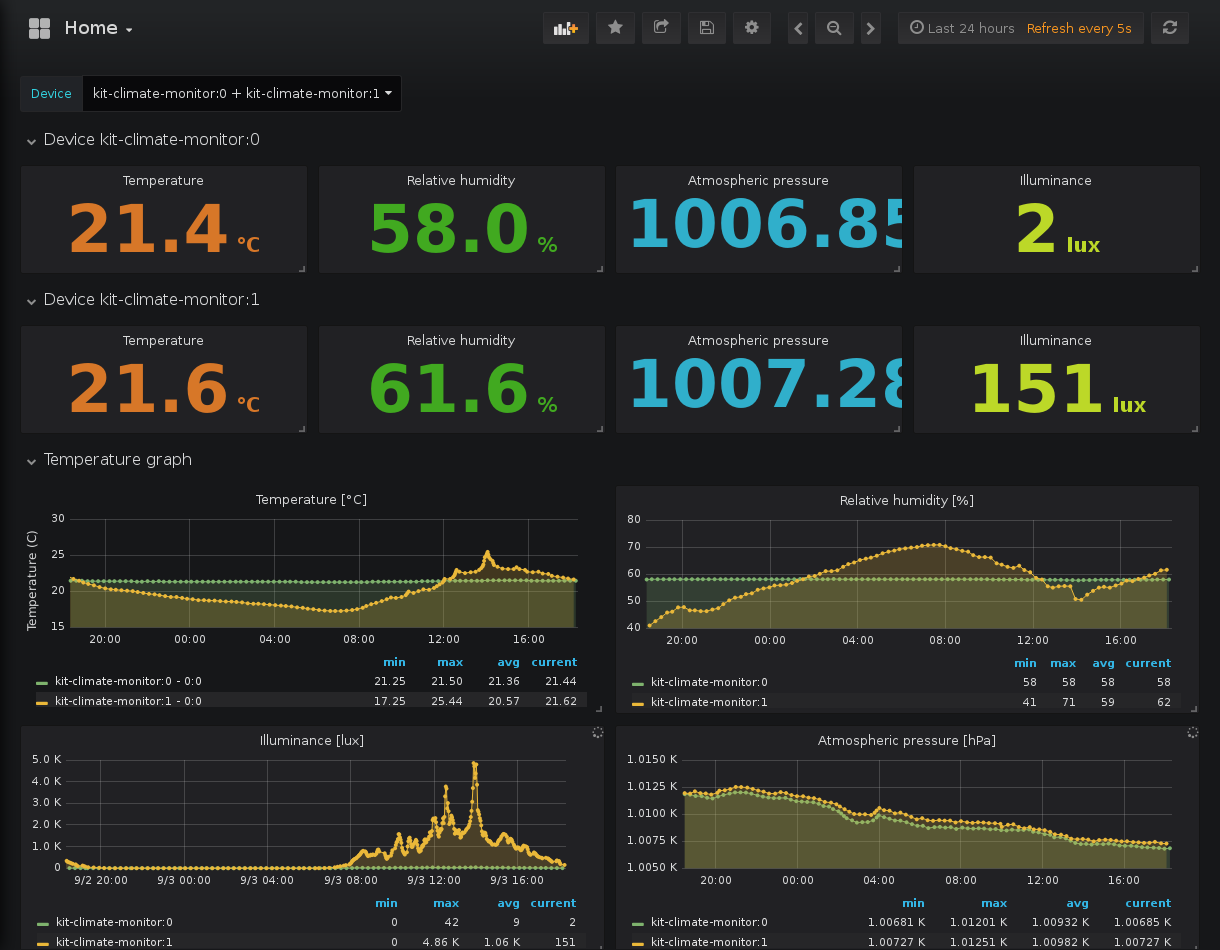 Home
Last 24 hours Refresh every 5s
Device kit-climate-monitor:0 + kit-climate-monitor:1
Device kit-climate-monitor:0
Temperature Relative humidity Atmospheric pressure Illuminance
21.4 °C 58.0 % 1006.85 2 lux
Device kit-climate-monitor:1
Temperature Relative humidity Atmospheric pressure Illuminance
21.6 °C 61.6 % 1007.28 151 lux
Temperature graph
Temperature [°C]
Temperature (C)
30
25
20
15
20:00 00:00 04:00 08:00 12:00 16:00
min max avg current
kit-climate-monitor:0 - 0:0 21.25 21.50 21.36 21.44
kit-climate-monitor:1 - 0:0 17.25 25.44 20.57 21.62
Relative humidity [%]
80
70
60
50
40
20:00 00:00 04:00 08:00 12:00 16:00
min max avg current
kit-climate-monitor:0 58 58 58 58
kit-climate-monitor:1 41 71 59 62
Illuminance [lux]
5.0 K
4.0 K
3.0 K
2.0 K
1.0 K
0
9/2 20:00 9/3 00:00 9/3 04:00 9/3 08:00 9/3 12:00 9/3 16:00
min max avg current
kit-climate-monitor:0 0 42 9 2
kit-climate-monitor:1 0 4.86 K 1.06 K 151
Atmospheric pressure [hPa]
1.0150 K
1.0125 K
1.0100 K
1.0075 K
1.0050 K
20:00 00:00 04:00 08:00 12:00 16:00
min max avg current
kit-climate-monitor:0 1.00681 K 1.01201 K 1.00932 K 1.00685 K
kit-climate-monitor:1 1.00727 K 1.01251 K 1.00982 K 1.00727 K